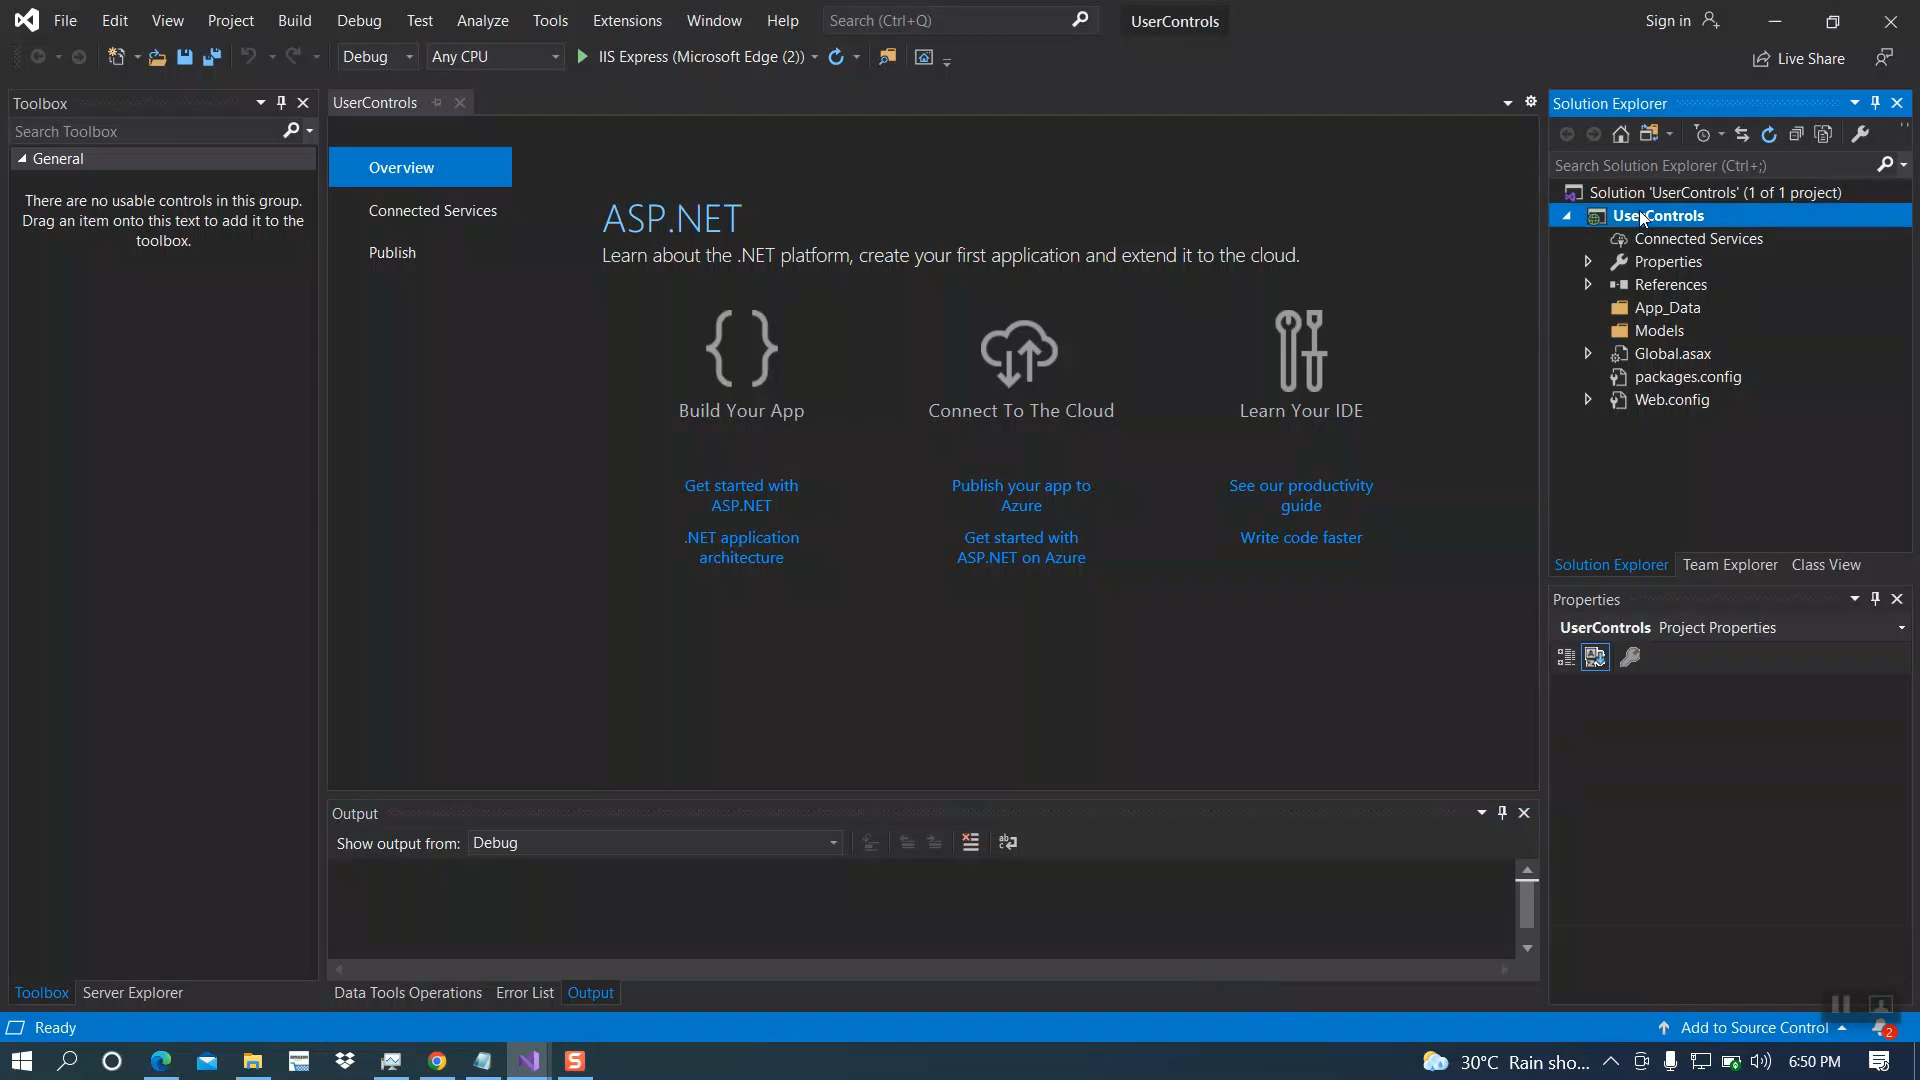 File Edit View Project Build Debug Test Analyze Tools Extensions Window Help Search (Ctrl+Q) UserControls Sign in
Debug Any CPU IIS Express (Microsoft Edge (2)) Live Share
Toolbox
Search Toolbox
General
There are no usable controls in this group.
Drag an item onto this text to add it to the
toolbox.
Toolbox Server Explorer
UserControls
Overview
Connected Services
Publish
ASP.NET
Learn about the .NET platform, create your first application and extend it to the cloud.
Build Your App
Get started with
ASP.NET
.NET application
architecture
Connect To The Cloud
Publish your app to
Azure
Get started with
ASP.NET on Azure
Learn Your IDE
See our productivity
guide
Write code faster
Output
Show output from: Debug
Data Tools Operations Error List Output
Solution Explorer
Search Solution Explorer (Ctrl+;)
Solution 'UserControls' (1 of 1 project)
UserControls
Connected Services
Properties
References
App_Data
Models
Global.asax
packages.config
Web.config
Solution Explorer Team Explorer Class View
Properties
UserControls Project Properties
Ready Add to Source Control 2
30°C Rain sho... 6:50 PM